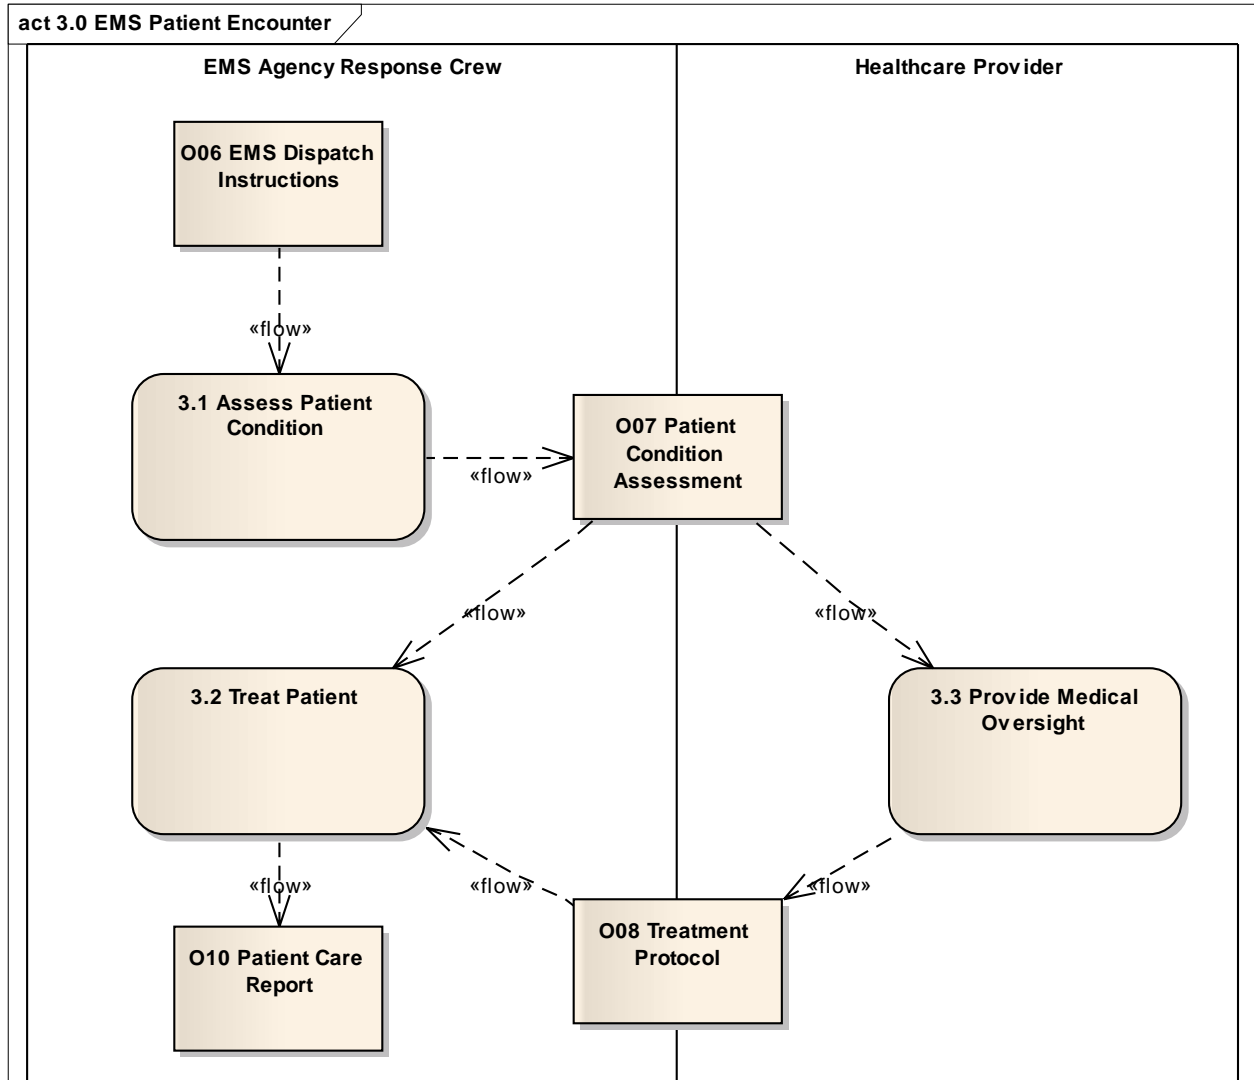 act 3.0 EMS Patient Encounter
EMS Agency Response Crew
Healthcare Provider
O06 EMS Dispatch
Instructions
«flow»
3.1 Assess Patient
Condition
«flow»
O07 Patient
Condition
Assessment
«flow»
«flow»
3.2 Treat Patient
3.3 Provide Medical
Oversight
«flow»
«flow»
«flow»
O10 Patient Care
Report
O08 Treatment
Protocol